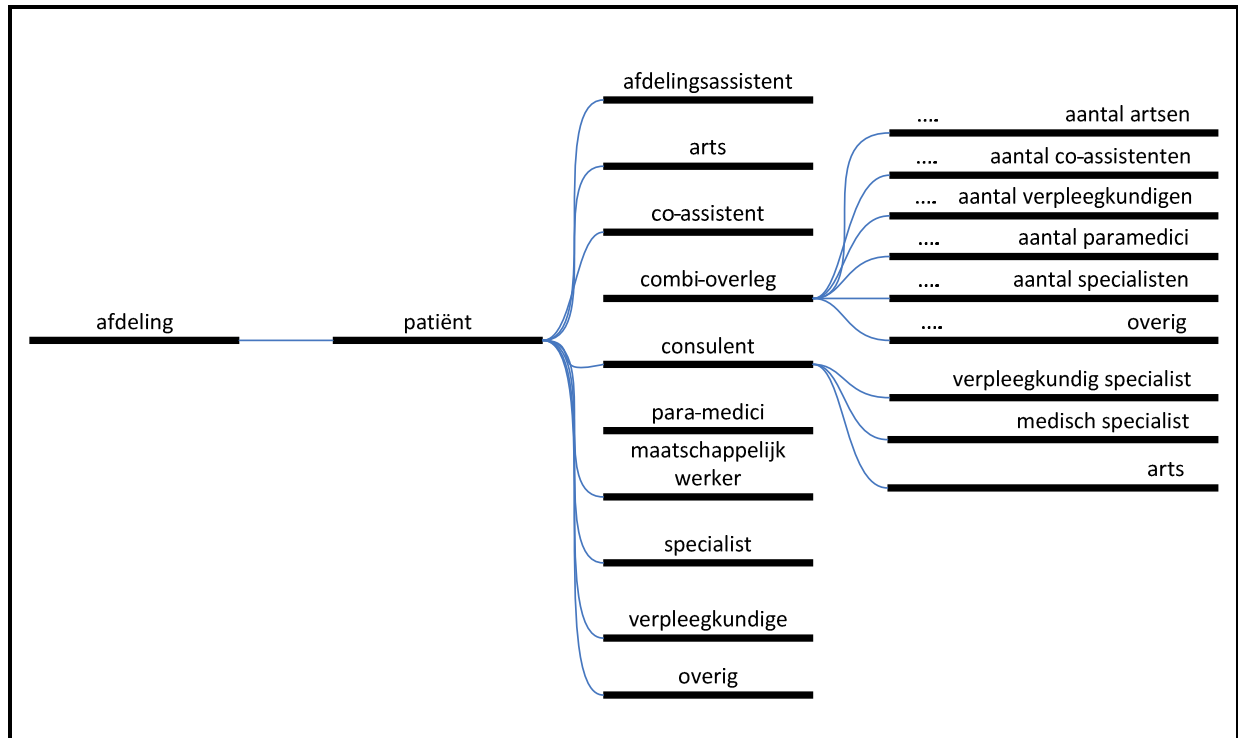 afdeling
patiënt
afdelingsassistent
arts
co-assistent
combi-overleg
consulent
para-medici
maatschappelijk
werker
specialist
verpleegkundige
overig
.... aantal artsen
.... aantal co-assistenten
.... aantal verpleegkundigen
.... aantal paramedici
.... aantal specialisten
.... overig
verpleegkundig specialist
medisch specialist
arts